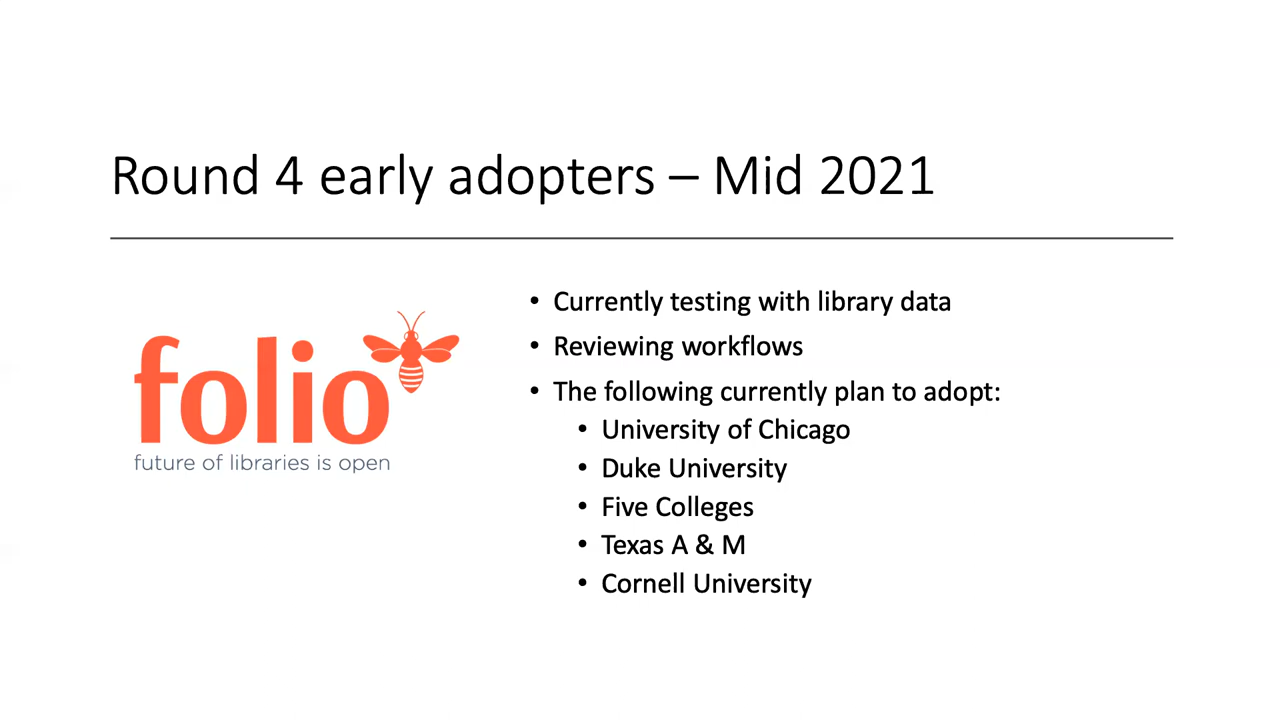 Round 4 early adopters – Mid 2021
folio
future of libraries is open
• Currently testing with library data
• Reviewing workflows
• The following currently plan to adopt:
• University of Chicago
• Duke University
• Five Colleges
• Texas A & M
• Cornell University